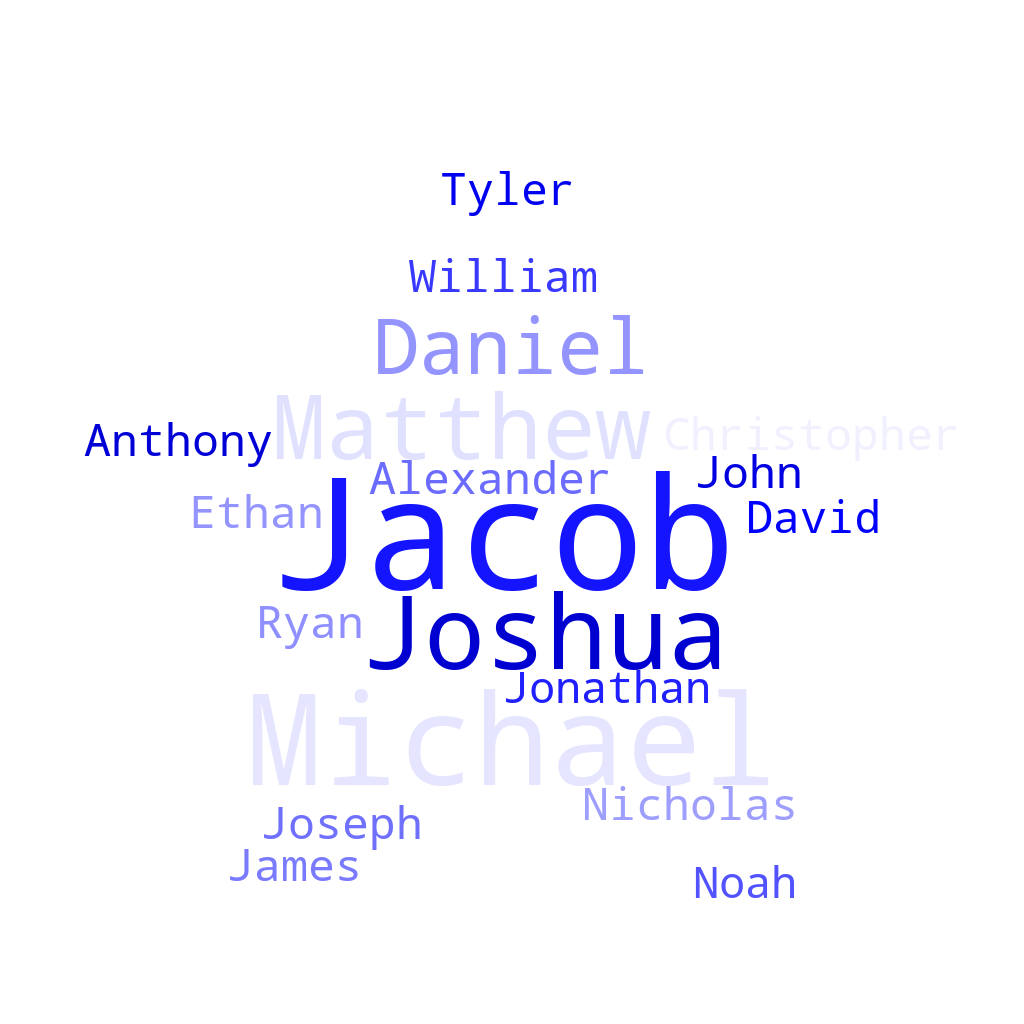 Tyler
William
Daniel
Matthew
Christopher
Anthony
John
Alexander
Ethan
David
Jacob
Ryan
Joshua
Jonathan
Michael
Nicholas
Joseph
James
Noah